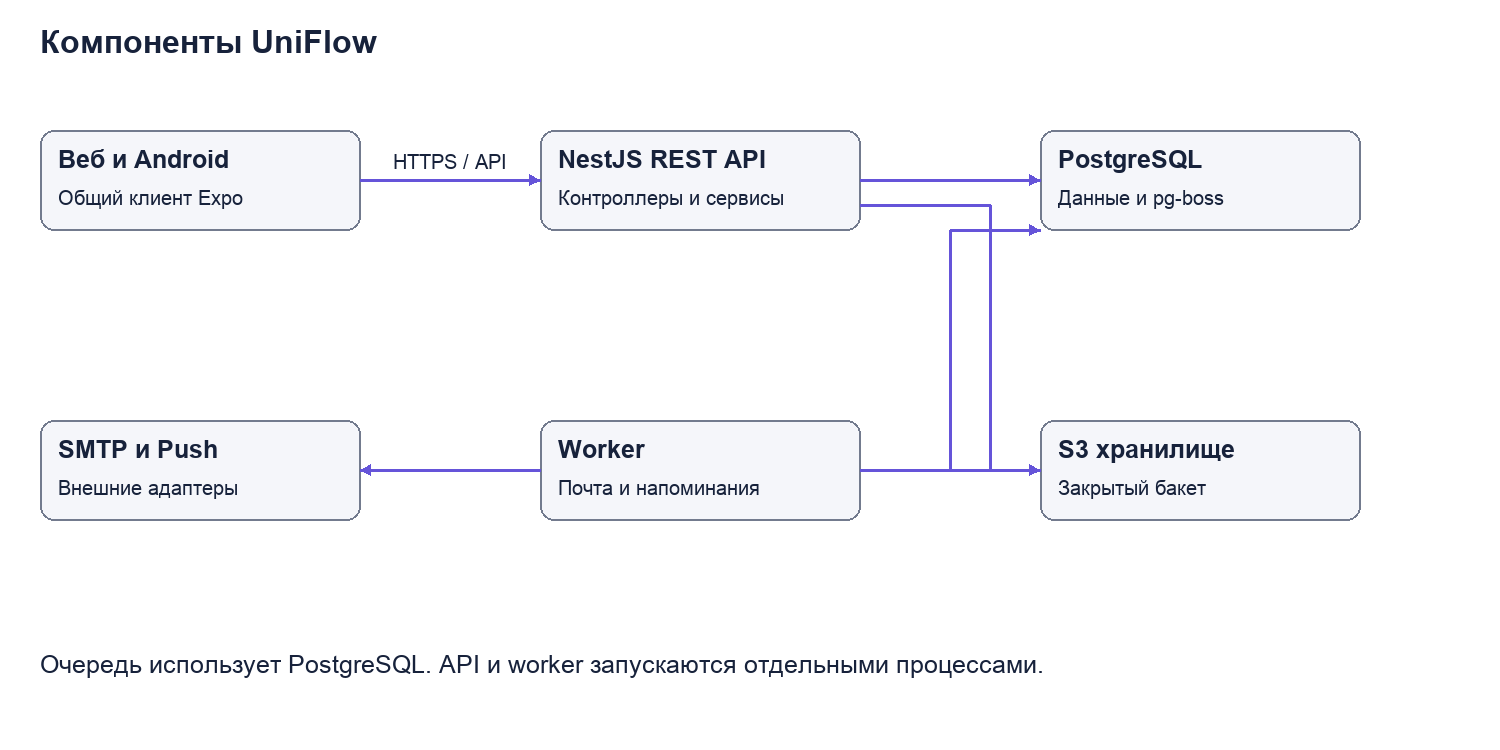 Компоненты UniFlow
Веб и Android
Общий клиент Expo
HTTPS / API
NestJS REST API
Контроллеры и сервисы
PostgreSQL
Данные и pg-boss
SMTP и Push
Внешние адаптеры
Worker
Почта и напоминания
S3 хранилище
Закрытый бакет
Очередь использует PostgreSQL. API и worker запускаются отдельными процессами.